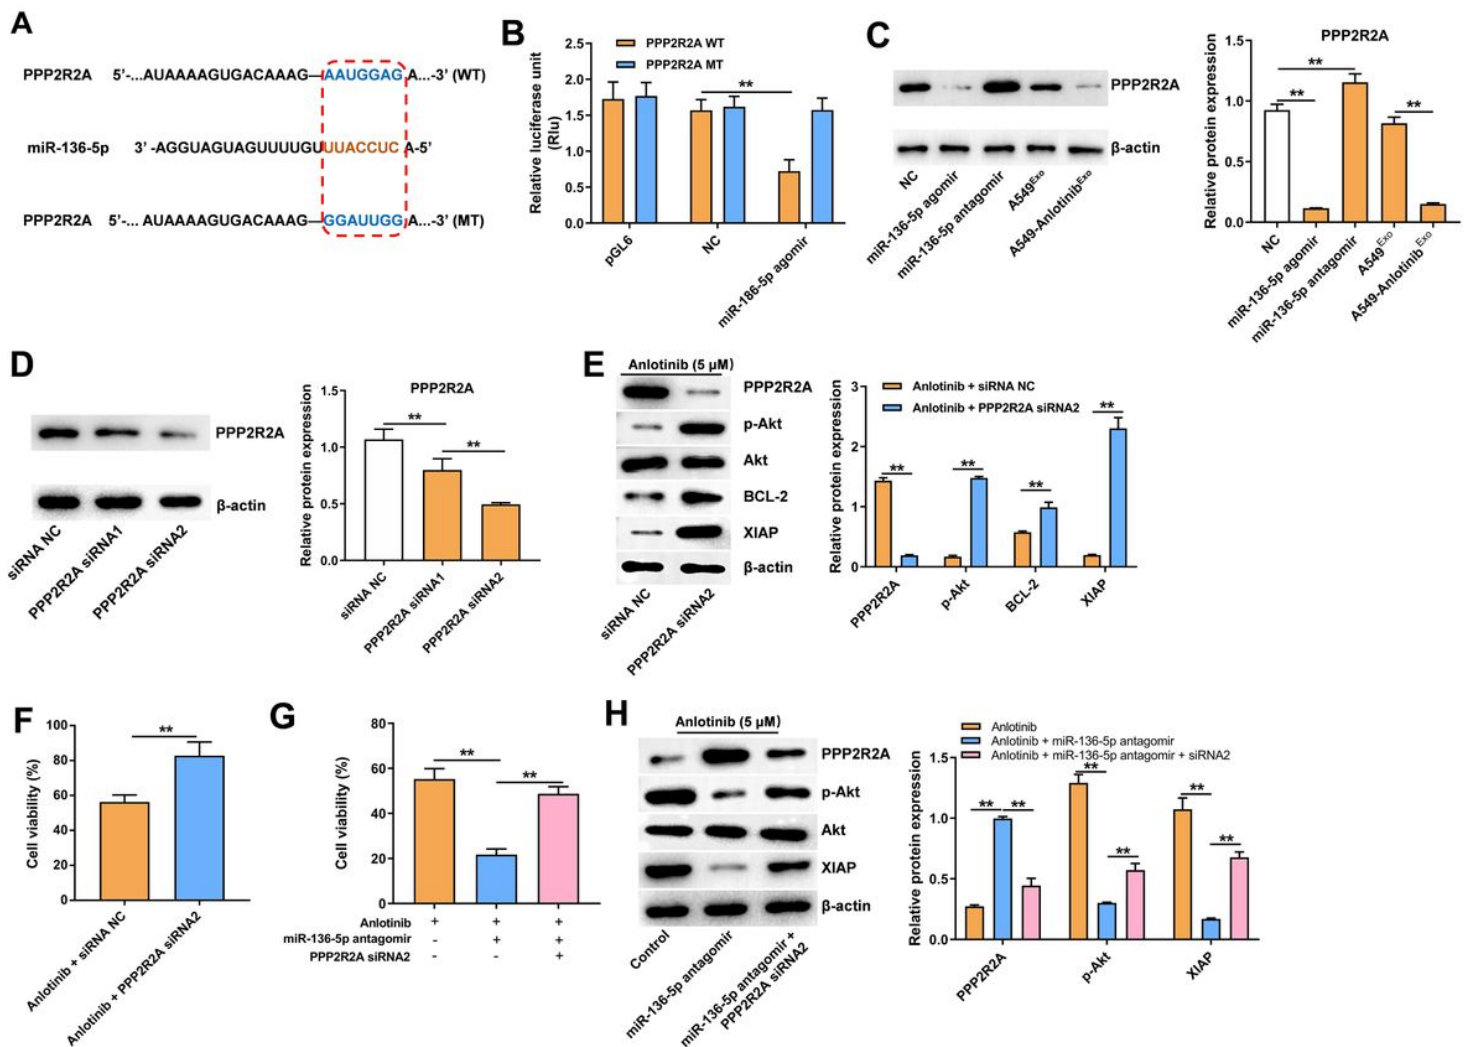 A
PPP2R2A 5'-...AUAAAAGUGACAAAG—AAUGGAG A...-3' (WT)
miR-136-5p 3' -AGGUAGUAGUUUUGUUUACCUC A-5'
PPP2R2A 5'-... AUAAAAGUGACAAAG—GGAUUGG A...-3' (MT)
B
PPP2R2A WT
PPP2R2A MT
Relative luciferase unit
(Rlu)
2.5
2.0
1.5
1.0
0.5
0.0
**
pGL6
NC
miR-186-5p agomir
C
PPP2R2A
β-actin
NC
miR-136-5p agomir
miR-136-5p antagomir
A549Exo
A549-AnlotinibExo
PPP2R2A
Relative protein expression
1.5
1.0
0.5
0.0
**
**
**
NC
miR-136-5p agomir
miR-136-5p antagomir
A549Exo
A549-AnlotinibExo
D
PPP2R2A
β-actin
siRNA NC
PPP2R2A siRNA1
PPP2R2A siRNA2
PPP2R2A
Relative protein expression
1.5
1.0
0.5
0.0
**
**
siRNA NC
PPP2R2A siRNA1
PPP2R2A siRNA2
E
Anlotinib (5 μM)
PPP2R2A
p-Akt
Akt
BCL-2
XIAP
β-actin
siRNA NC
PPP2R2A siRNA2
Anlotinib + siRNA NC
Anlotinib + PPP2R2A siRNA2
Relative protein expression
3
2
1
0
**
**
**
**
PPP2R2A
p-Akt
BCL-2
XIAP
F
Cell viability (%)
100
80
60
40
20
0
**
Anlotinib + siRNA NC
Anlotinib + PPP2R2A siRNA2
G
Cell viability (%)
80
60
40
20
0
**
**
Anlotinib + + +
miR-136-5p antagomir - + +
PPP2R2A siRNA2 - - +
H
Anlotinib (5 μM)
PPP2R2A
p-Akt
Akt
XIAP
β-actin
Control
miR-136-5p antagomir
miR-136-5p antagomir +
PPP2R2A siRNA2
Anlotinib
Anlotinib + miR-136-5p antagomir
Anlotinib + miR-136-5p antagomir + siRNA2
Relative protein expression
1.5
1.0
0.5
0.0
** **
**
**
**
**
PPP2R2A
p-Akt
XIAP